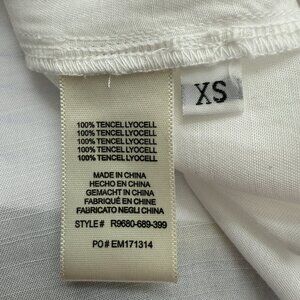 XS
100% TENCEL LYOCELL
100% TENCEL LYOCELL
100% TENCEL LYOCELL
100% TENCEL LYOCELL
100% TENCEL LYOCELL
MADE IN CHINA
HECHO EN CHINA
GEMACHT IN CHINA
FABRIQUÉ EN CHINE
FABRICATO NEGLI CHINA
STYLE# R9680-689-399
PO# EM171314